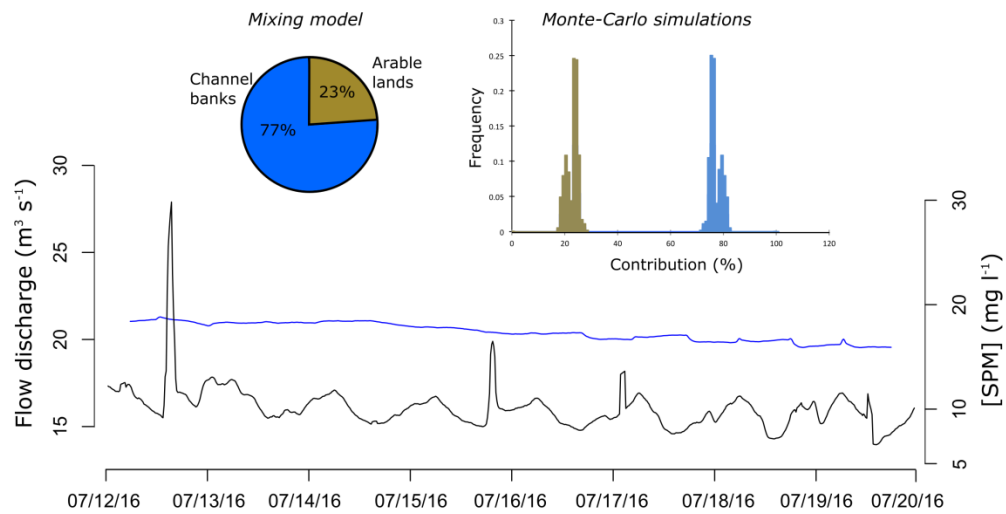 Mixing model
Channel
banks
Arable
lands
23%
77%
Monte-Carlo simulations
Frequency
0.3
0.25
0.2
0.15
0.1
0.05
0
0 20 40 60 80 100 120
Contribution (%)
Flow discharge (m³ s⁻¹)
30
25
20
15
[SPM] (mg l⁻¹)
30
20
10
5
07/12/16 07/13/16 07/14/16 07/15/16 07/16/16 07/17/16 07/18/16 07/19/16 07/20/16